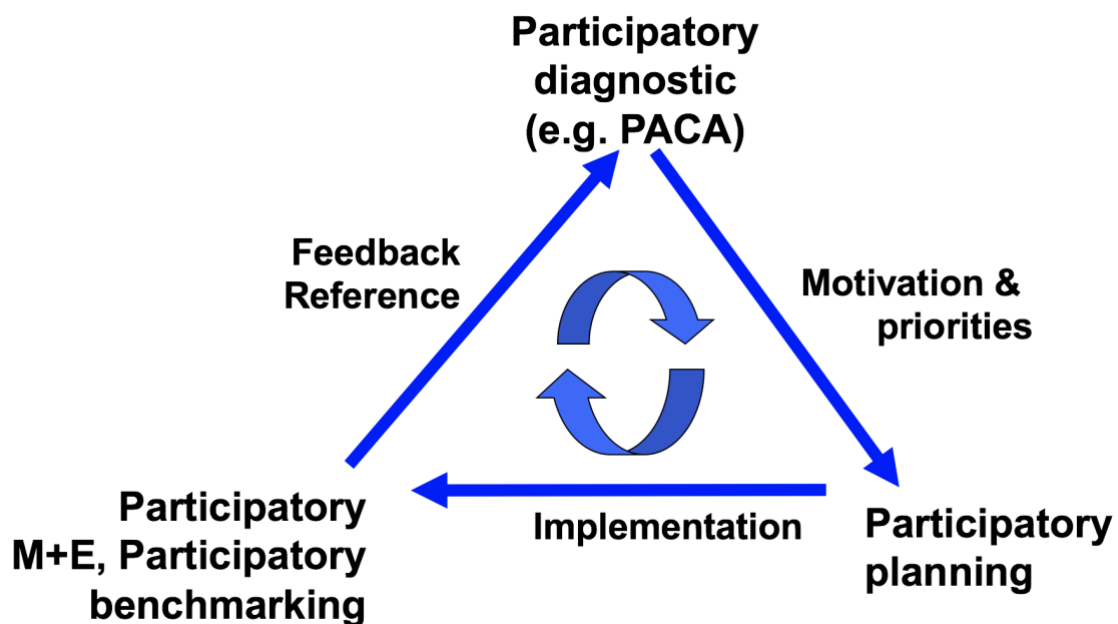 Participatory
diagnostic
(e.g. PACA)
Feedback
Reference
Motivation &
priorities
Implementation
Participatory
M+E, Participatory
benchmarking
Participatory
planning